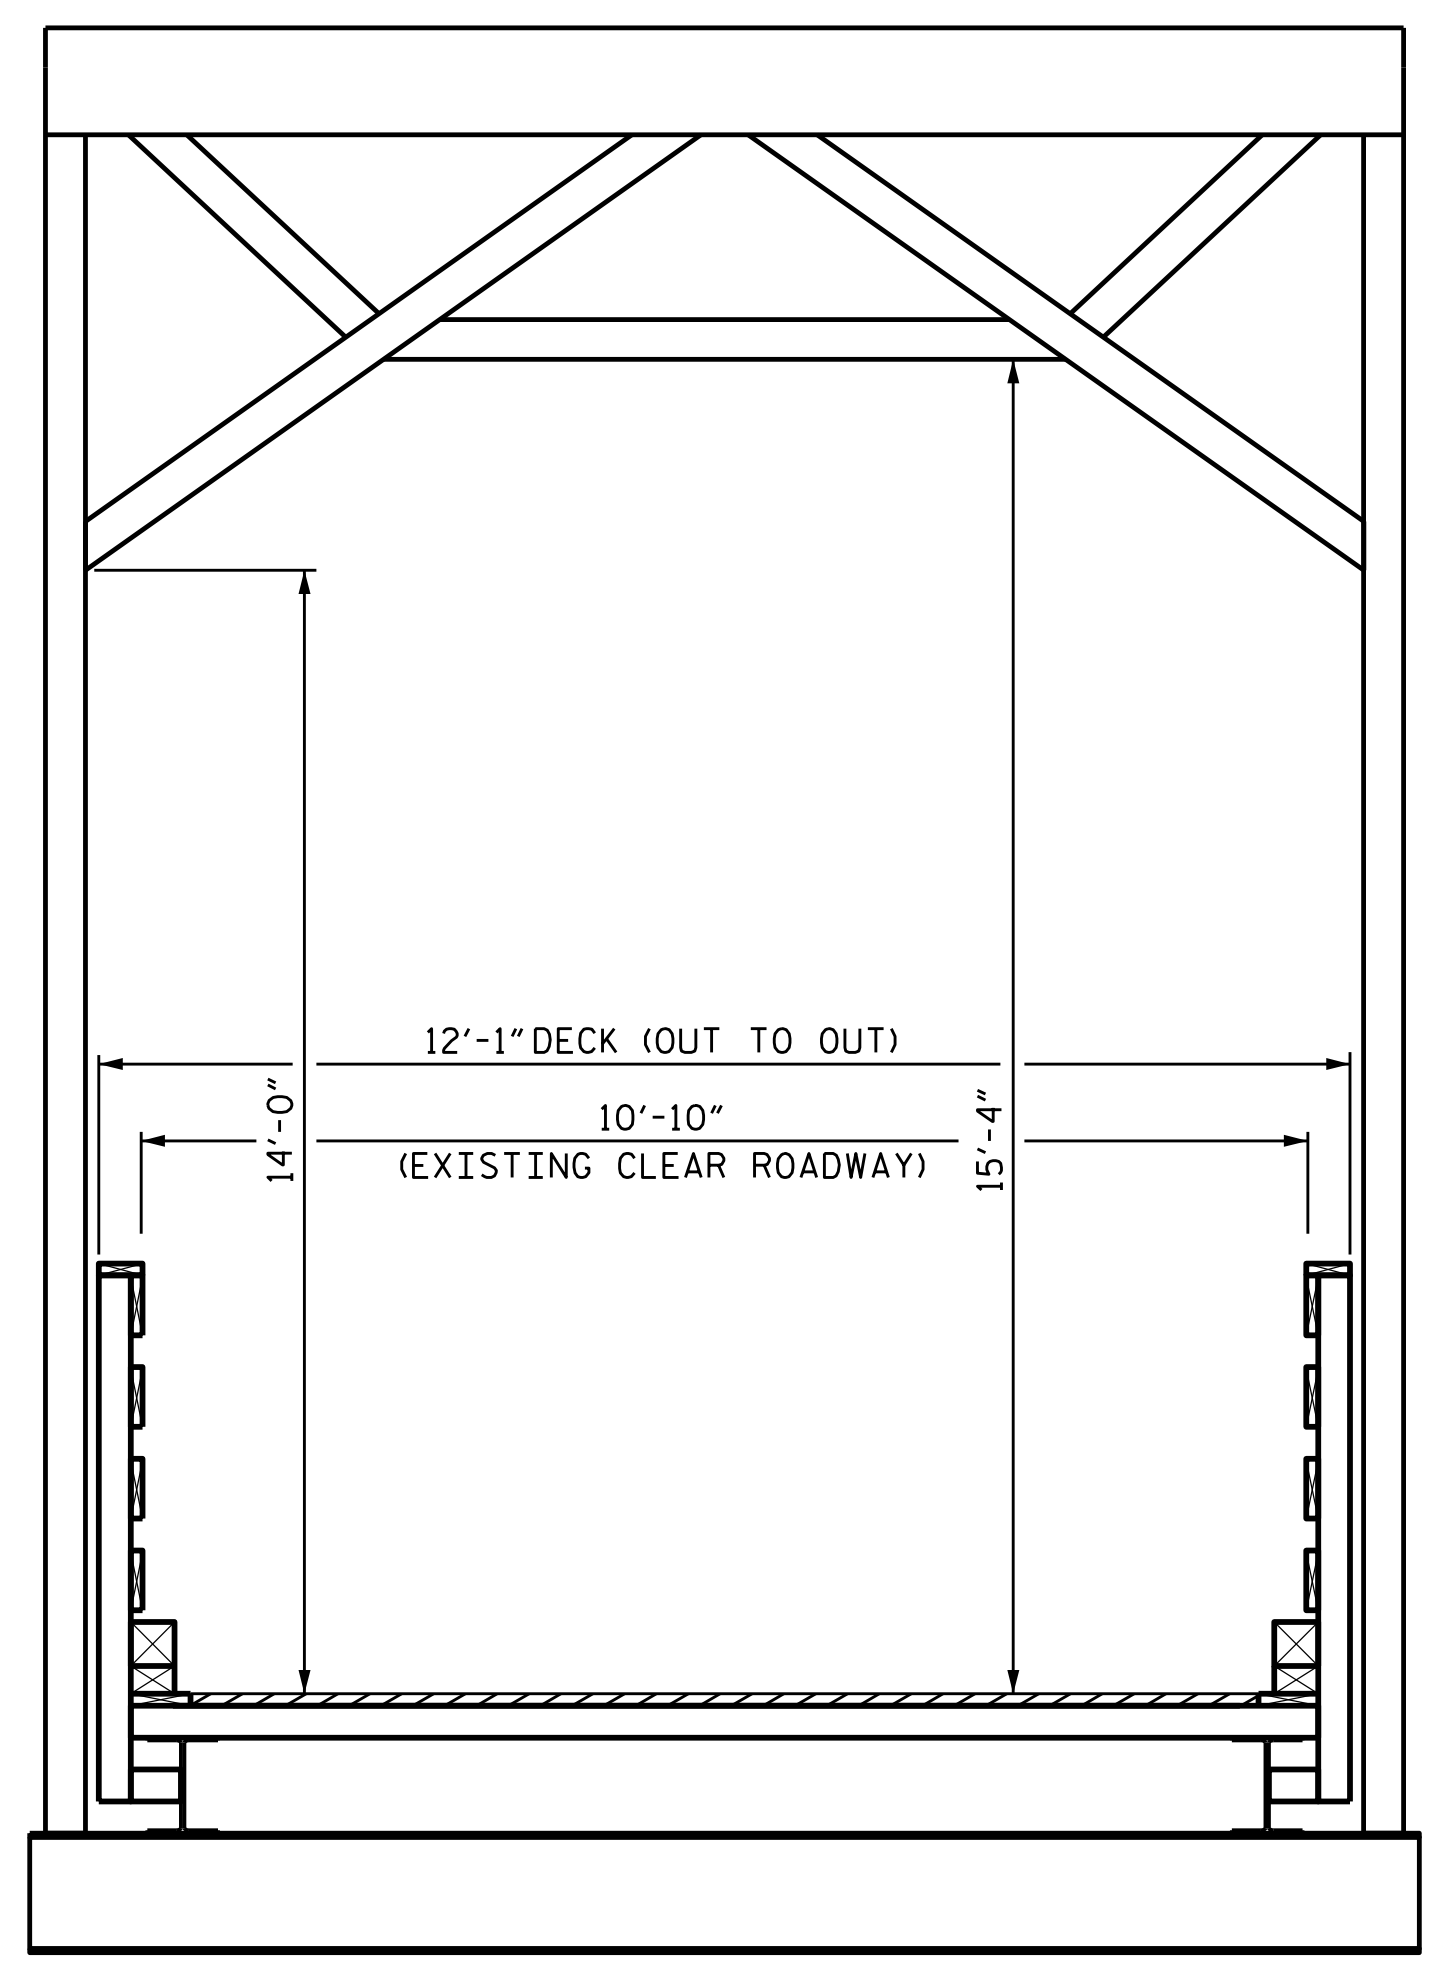 12'-1" DECK (OUT TO OUT)
14'-0"
10'-10"
15'-4"
(EXISTING CLEAR ROADWAY)